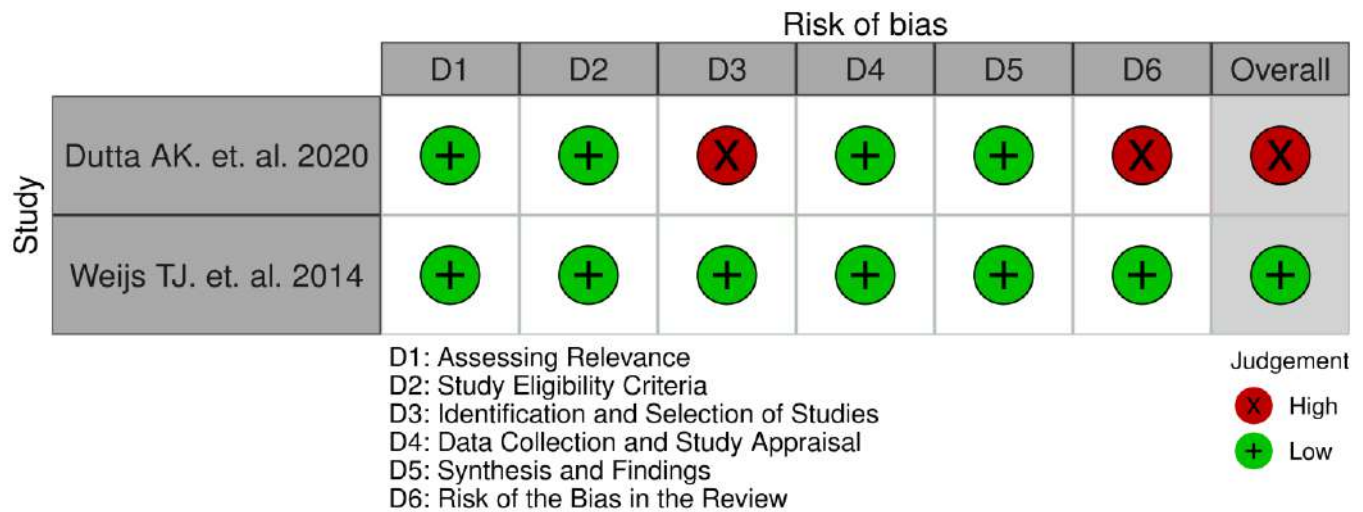 Risk of bias
D1 D2 D3 D4 D5 D6 Overall
Study
Dutta AK. et. al. 2020 + + X + + X X
Weijs TJ. et. al. 2014 + + + + + + +
D1: Assessing Relevance
D2: Study Eligibility Criteria
D3: Identification and Selection of Studies
D4: Data Collection and Study Appraisal
D5: Synthesis and Findings
D6: Risk of the Bias in the Review
Judgement
X High
+ Low